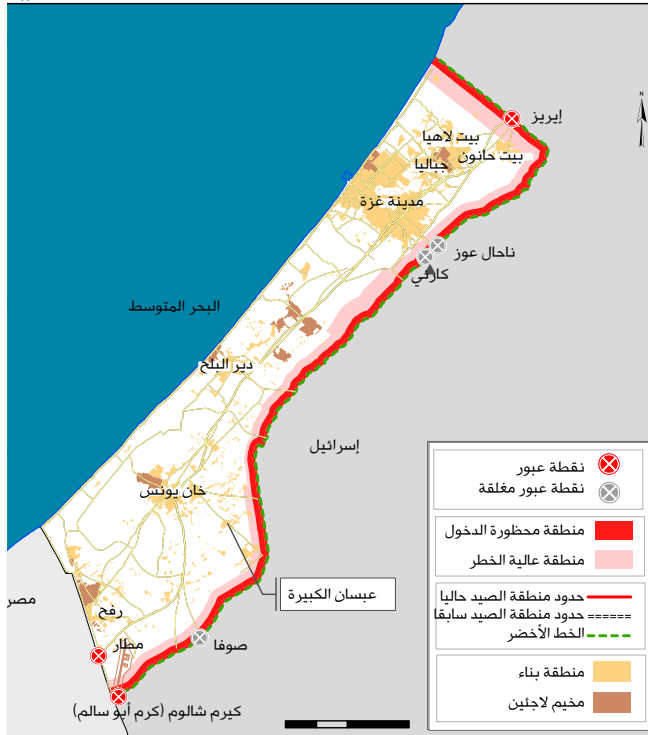 N
إيريز
بيت لاهيا
بيت حانون
جباليا
مدينة غزة
ناحال عوز
كارني
البحر المتوسط
دير البلح
إسرائيل
خان يونس
عبسان الكبيرة
مصر
رفح
مطار
صوفا
كيرم شالوم (كرم أبو سالم)
نقطة عبور
نقطة عبور مغلقة
منطقة محظورة الدخول
منطقة عالية الخطر
حدود منطقة الصيد حاليا
حدود منطقة الصيد سابقا
الخط الأخضر
منطقة بناء
مخيم لاجئين